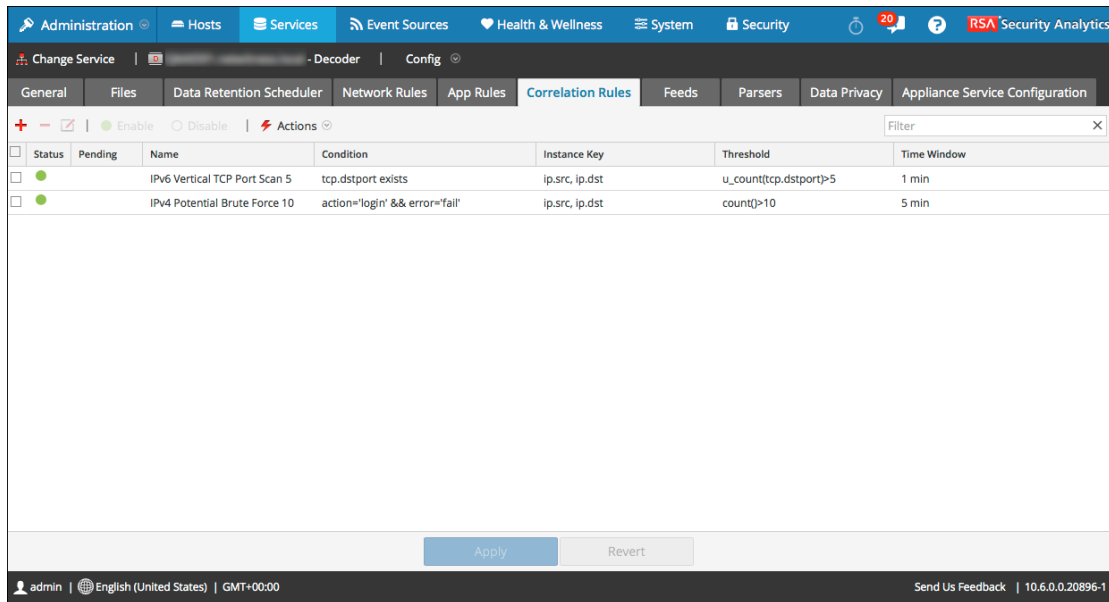 Administration Hosts Services Event Sources Health & Wellness System Security 20 ? RSA Security Analytics
Change Service | - Decoder | Config
General Files Data Retention Scheduler Network Rules App Rules Correlation Rules Feeds Parsers Data Privacy Appliance Service Configuration
Enable Disable | Actions Filter
Status Pending Name Condition Instance Key Threshold Time Window
IPv6 Vertical TCP Port Scan 5 tcp.dstport exists ip.src, ip.dst u_count(tcp.dstport)>5 1 min
IPv4 Potential Brute Force 10 action='login' && error='fail' ip.src, ip.dst count()>10 5 min
Apply Revert
admin | English (United States) | GMT+00:00 Send Us Feedback | 10.6.0.0.20896-1